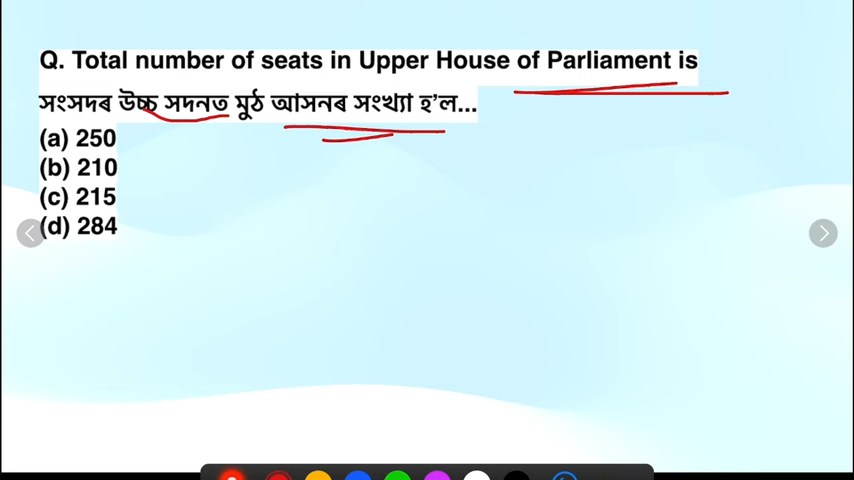 Q. Total number of seats in Upper House of Parliament is
সংসদৰ উচ্চ সদনত মুঠ আসনৰ সংখ্যা হ'ল...
(a) 250
(b) 210
(c) 215
(d) 284